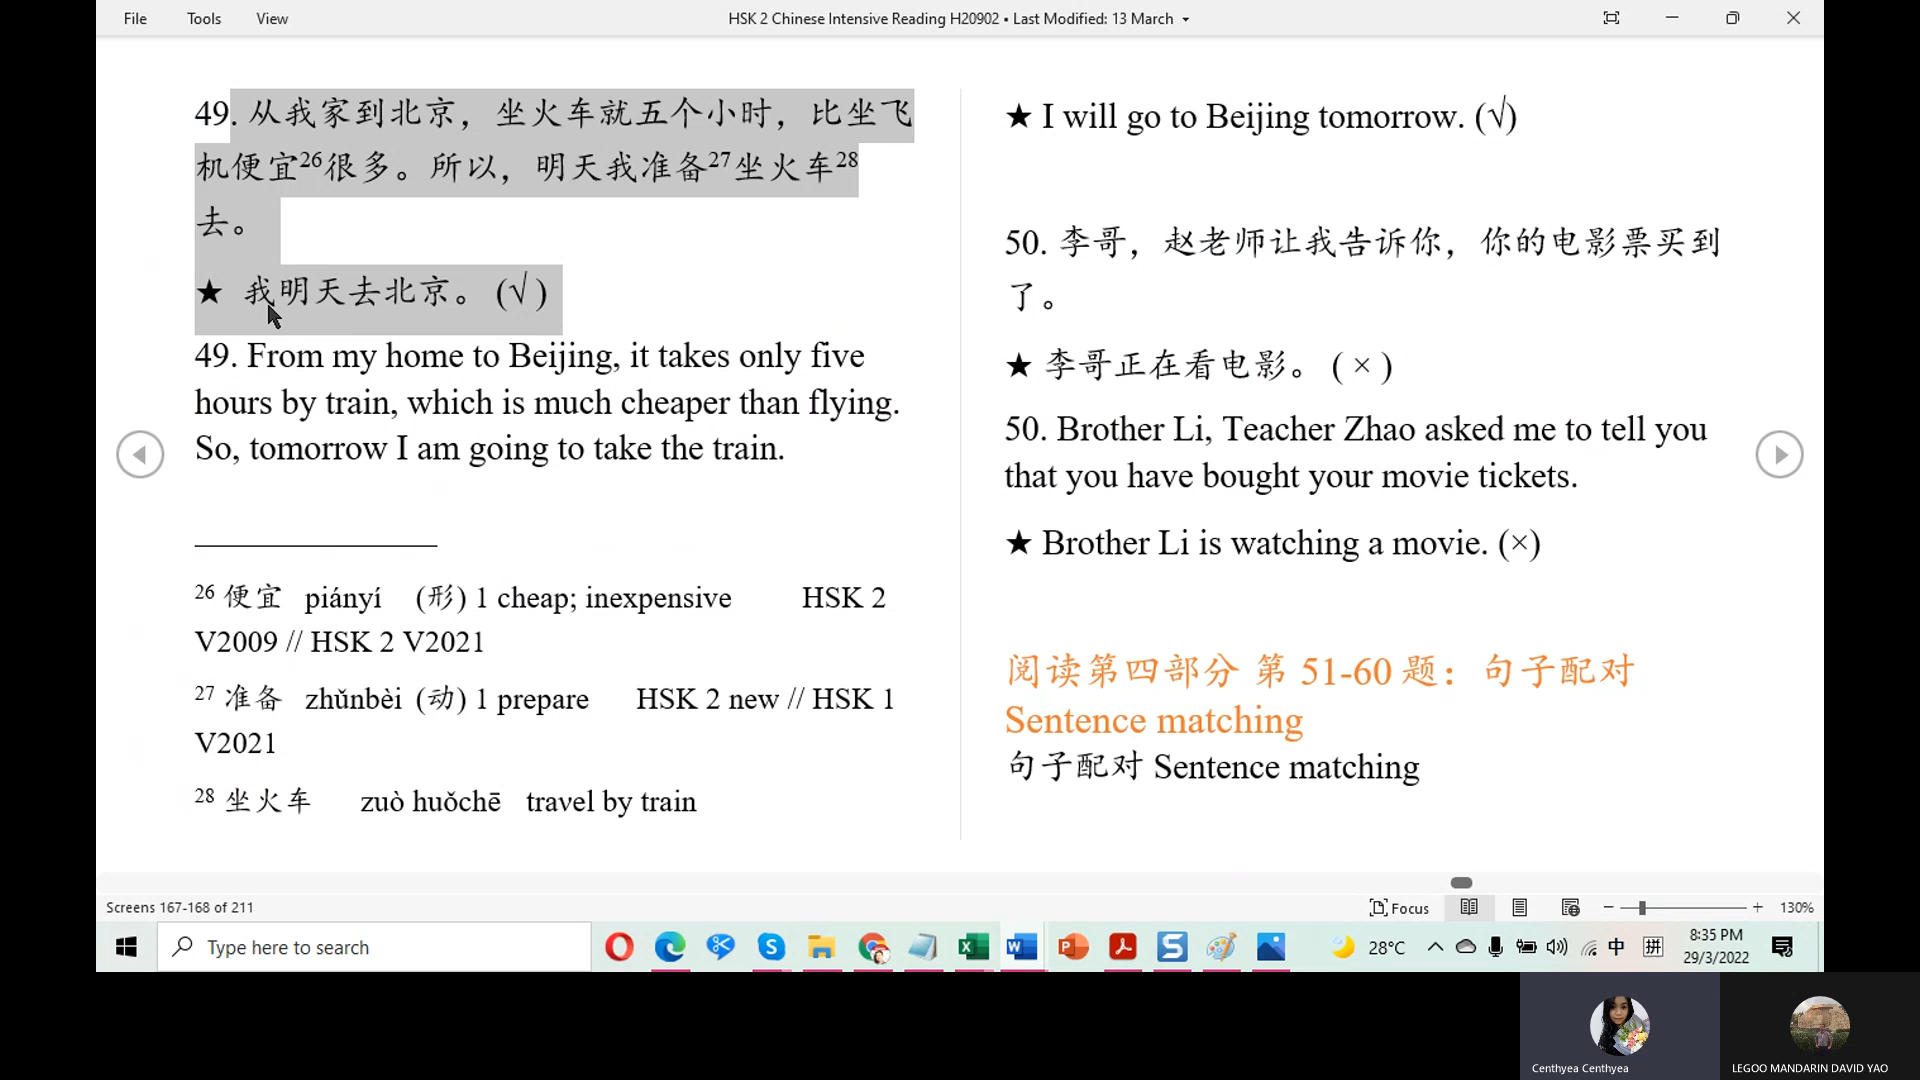 File Tools View HSK 2 Chinese Intensive Reading H20902 • Last Modified: 13 March
49. 从我家到北京，坐火车就五个小时，比坐飞
机便宜26很多。所以，明天我准备27坐火车28
去。
★ 我明天去北京。 (√)
49. From my home to Beijing, it takes only five
hours by train, which is much cheaper than flying.
So, tomorrow I am going to take the train.
26 便宜 piányí (形) 1 cheap; inexpensive HSK 2
V2009 // HSK 2 V2021
27 准备 zhǔnbèi (动) 1 prepare HSK 2 new // HSK 1
V2021
28 坐火车 zuò huǒchē travel by train
★ I will go to Beijing tomorrow. (√)
50. 李哥，赵老师让我告诉你，你的电影票买到
了。
★ 李哥正在看电影。 ( × )
50. Brother Li, Teacher Zhao asked me to tell you
that you have bought your movie tickets.
★ Brother Li is watching a movie. (×)
阅读第四部分 第 51-60 题：句子配对
Sentence matching
句子配对 Sentence matching
Screens 167-168 of 211 Focus 130%
Type here to search 28°C 中 拼 8:35 PM
29/3/2022
Centhyea Centhyea LEGOO MANDARIN DAVID YAO